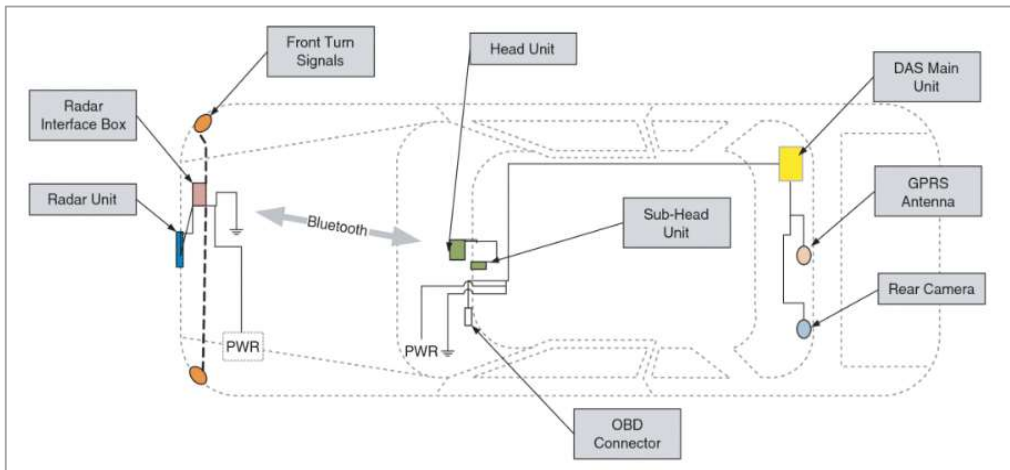 Front Turn
Signals
Head Unit
DAS Main
Unit
Radar
Interface Box
Radar Unit
GPRS
Antenna
Sub-Head
Unit
Bluetooth
Rear Camera
PWR
PWR
OBD
Connector